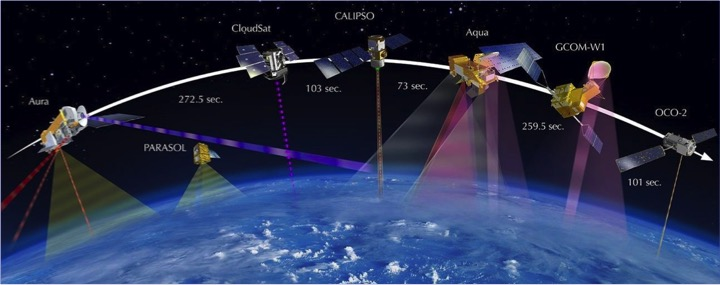 CALIPSO
CloudSat
Aqua
GCOM-W1
Aura
OCO-2
272.5 sec.
103 sec.
73 sec.
259.5 sec.
101 sec.
PARASOL